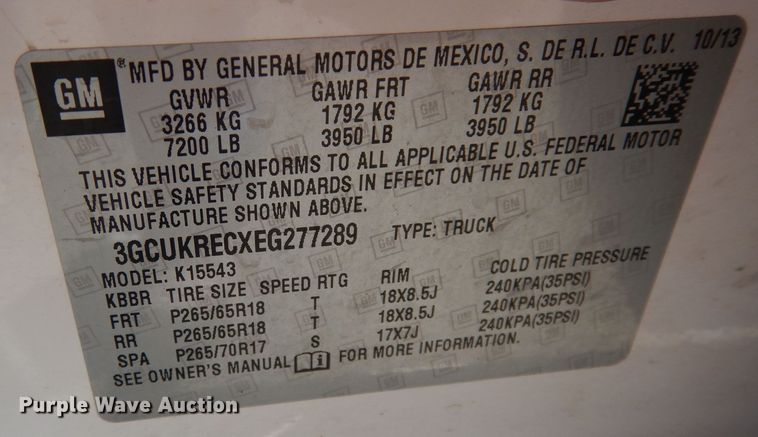 GM
® MFD BY GENERAL MOTORS DE MEXICO, S. DE R.L. DE C.V. 10/13
GVWR GAWR FRT GAWR RR
3266 KG 1792 KG 1792 KG
7200 LB 3950 LB 3950 LB
THIS VEHICLE CONFORMS TO ALL APPLICABLE U.S. FEDERAL MOTOR
VEHICLE SAFETY STANDARDS IN EFFECT ON THE DATE OF
MANUFACTURE SHOWN ABOVE.
3GCUKRECXEG277289 TYPE: TRUCK
MODEL: K15543
KBBR TIRE SIZE SPEED RTG RIM COLD TIRE PRESSURE
FRT P265/65R18 T 18X8.5J 240KPA(35PSI)
RR P265/65R18 T 18X8.5J 240KPA(35PSI)
SPA P265/70R17 S 17X7J 240KPA(35PSI)
SEE OWNER'S MANUAL FOR MORE INFORMATION.
Purple Wave Auction